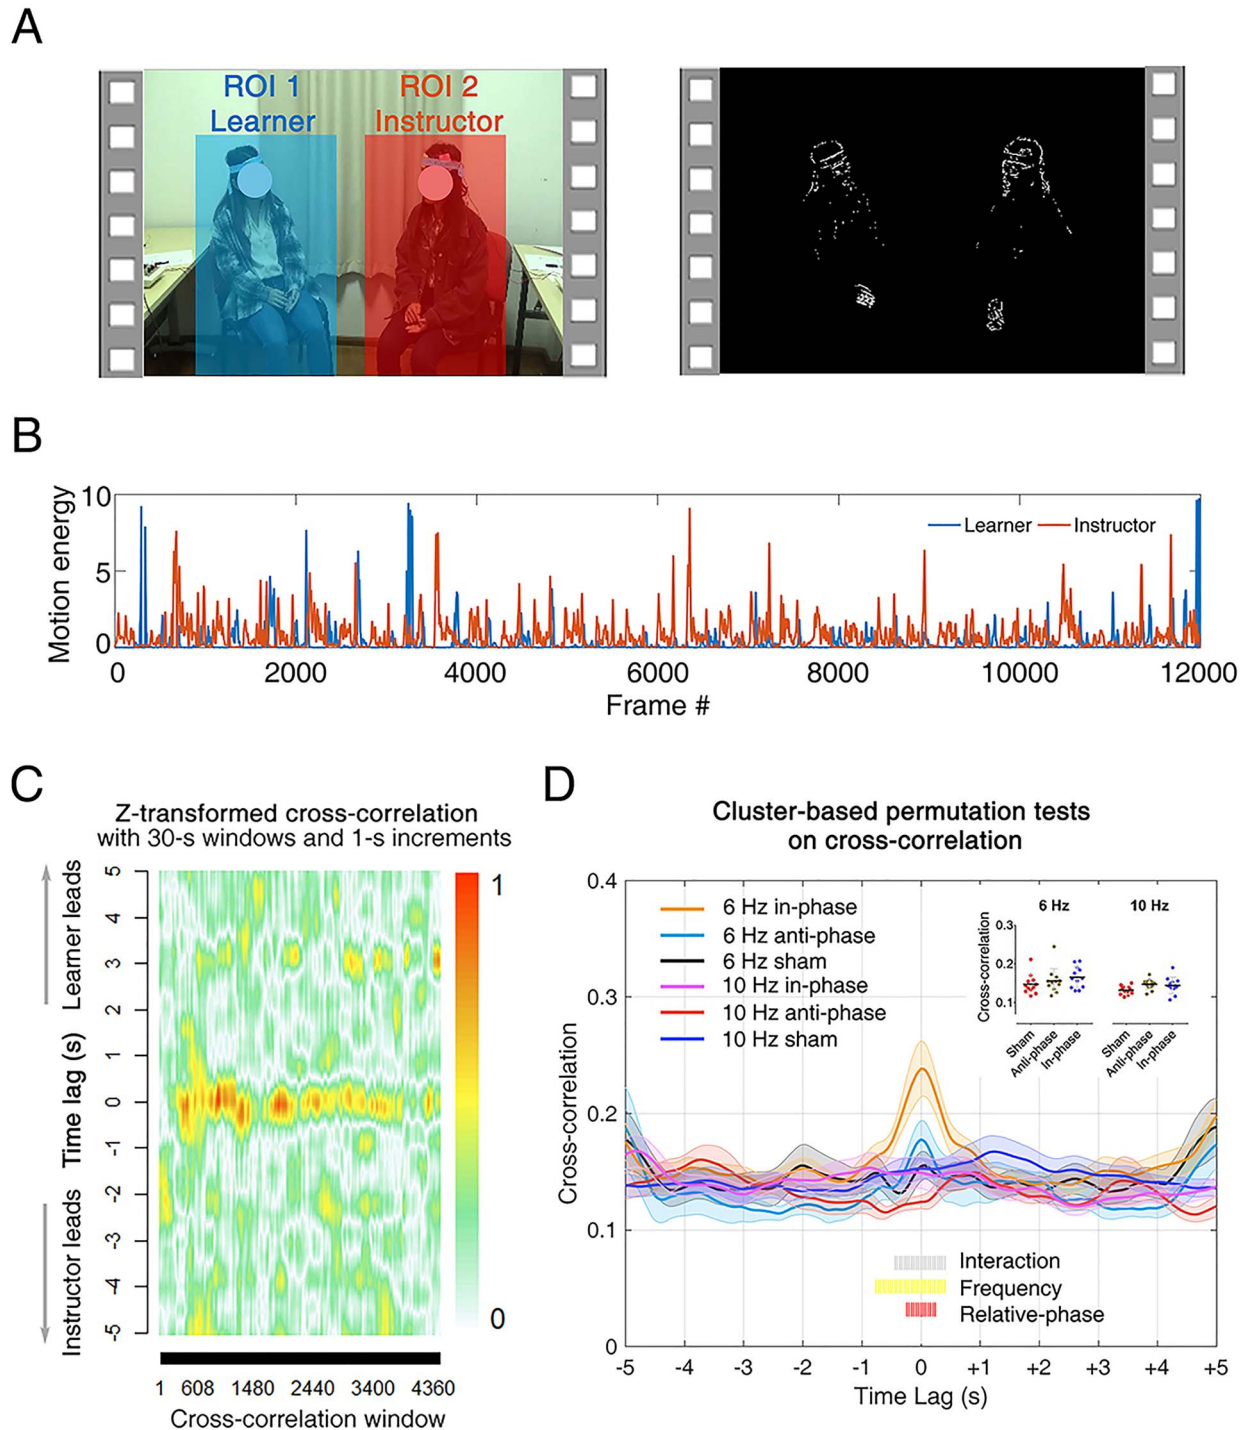 A
ROI 1
Learner
ROI 2
Instructor
B
Motion energy
10
5
0
Learner
Instructor
0 2000 4000 6000 8000 10000 12000
Frame #
C
Z-transformed cross-correlation
with 30-s windows and 1-s increments
Learner leads
Time lag (s)
Instructor leads
5
4
3
2
1
0
-1
-2
-3
-4
-5
1
0
1 608 1480 2440 3400 4360
Cross-correlation window
D
Cluster-based permutation tests
on cross-correlation
Cross-correlation
0.4
0.3
0.2
0.1
0
6 Hz in-phase
6 Hz anti-phase
6 Hz sham
10 Hz in-phase
10 Hz anti-phase
10 Hz sham
6 Hz 10 Hz
Cross-correlation
0.3
0.2
0.1
Sham
Anti-phase
In-phase
Sham
Anti-phase
In-phase
Interaction
Frequency
Relative-phase
-5 -4 -3 -2 -1 0 +1 +2 +3 +4 +5
Time Lag (s)